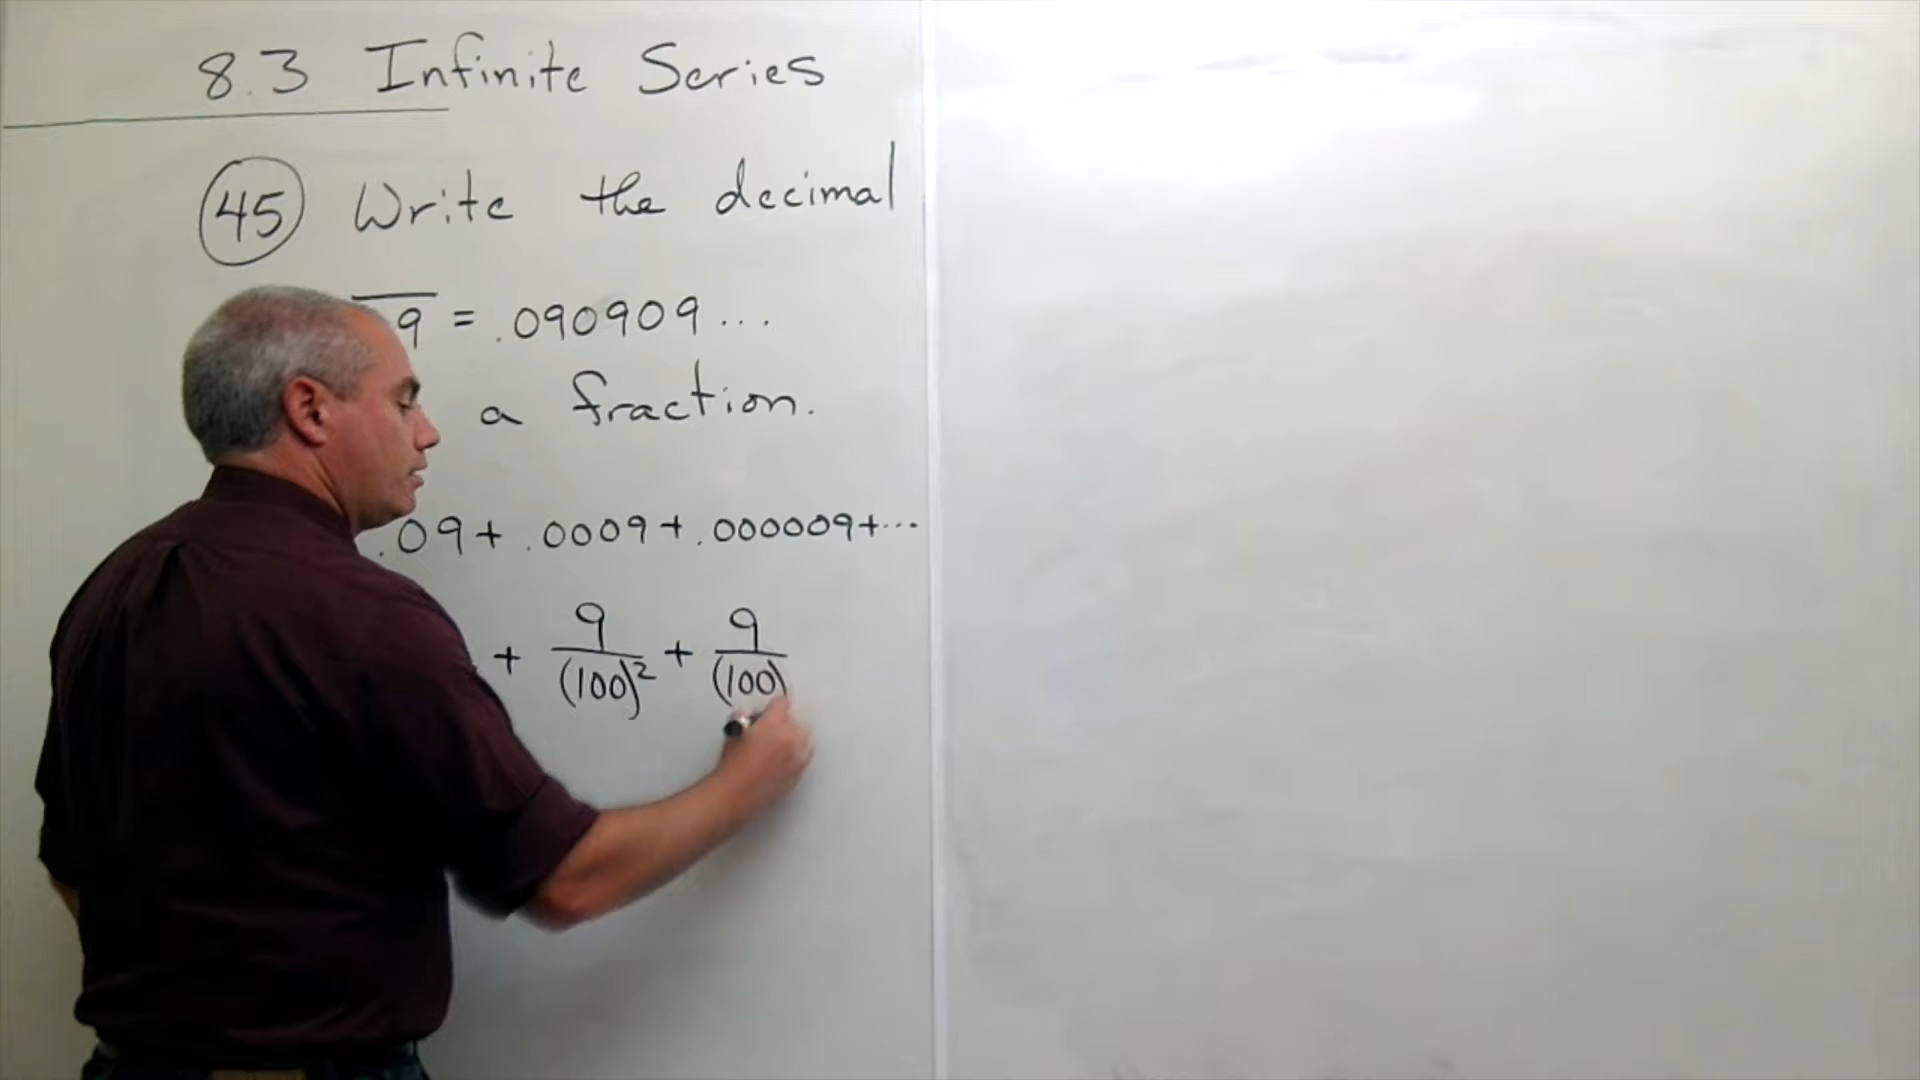 8.3 Infinite Series
45 Write the decimal
9 = .090909...
a fraction.
.09 + .0009 + .000009 + ...
+ 9/(100)² + 9/(100)